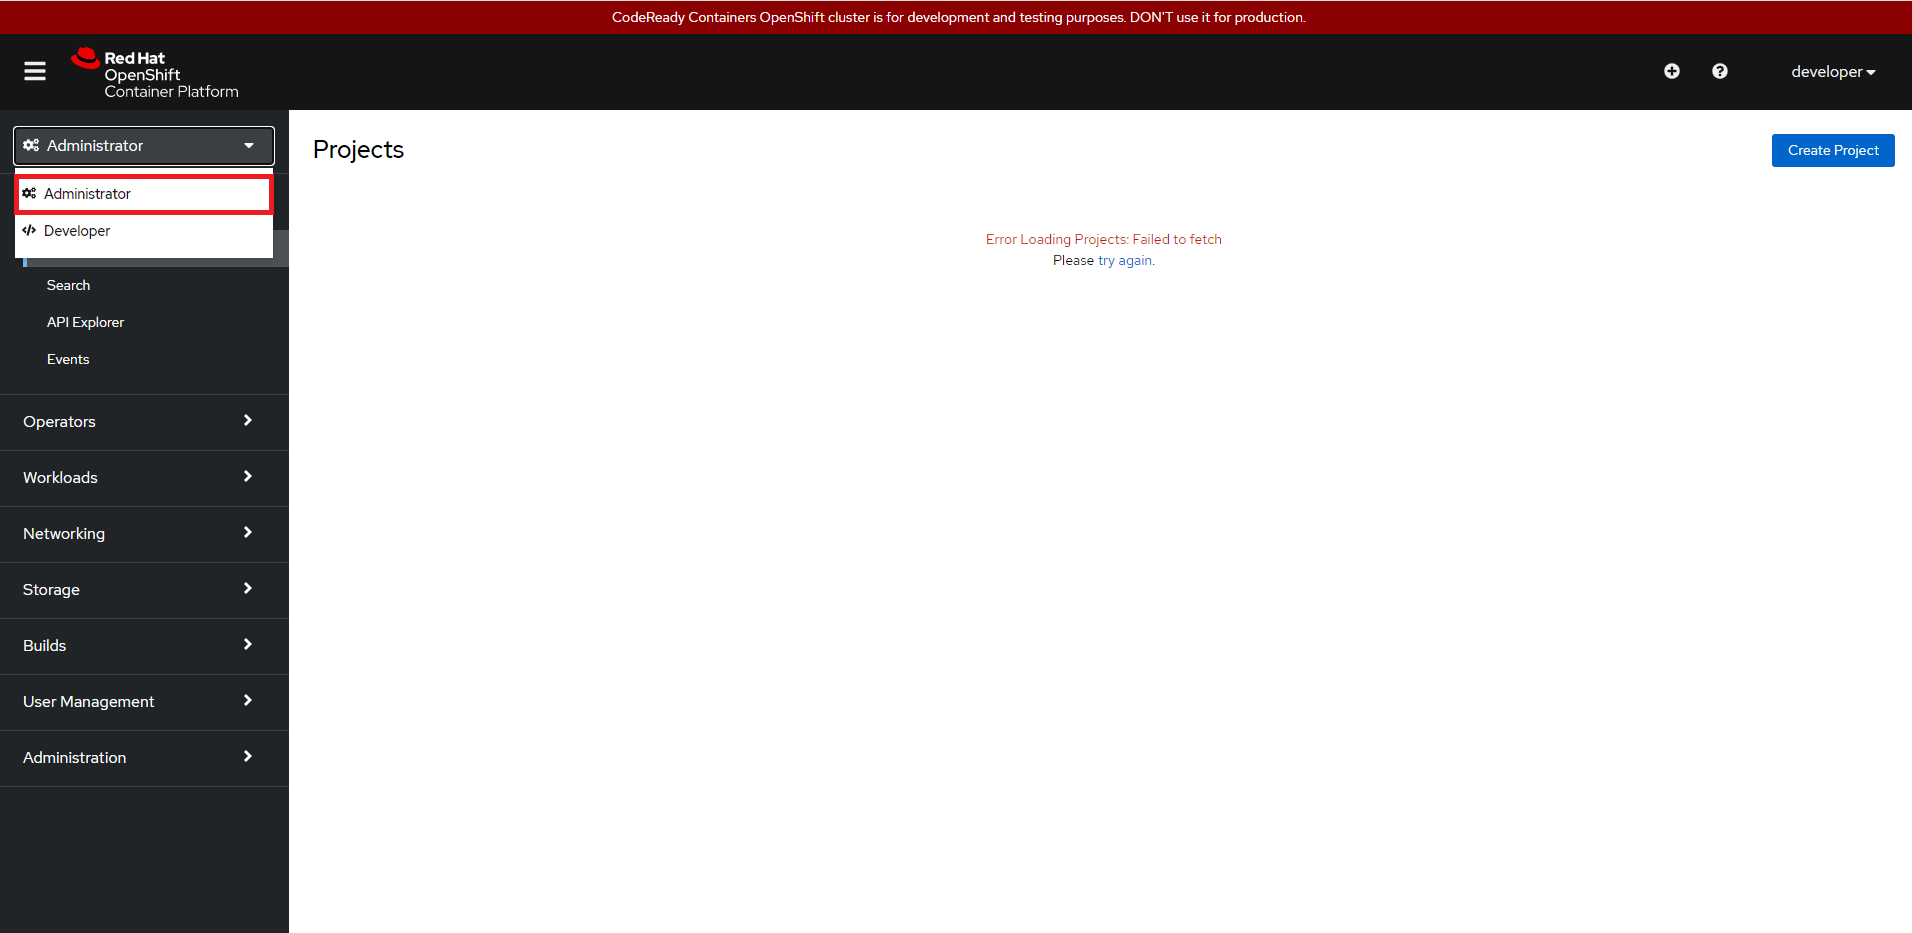 CodeReady Containers OpenShift cluster is for development and testing purposes. DON'T use it for production.
Red Hat
OpenShift
Container Platform
developer
Administrator
Administrator
Developer
Search
API Explorer
Events
Operators
Workloads
Networking
Storage
Builds
User Management
Administration
Projects
Create Project
Error Loading Projects: Failed to fetch
Please try again.